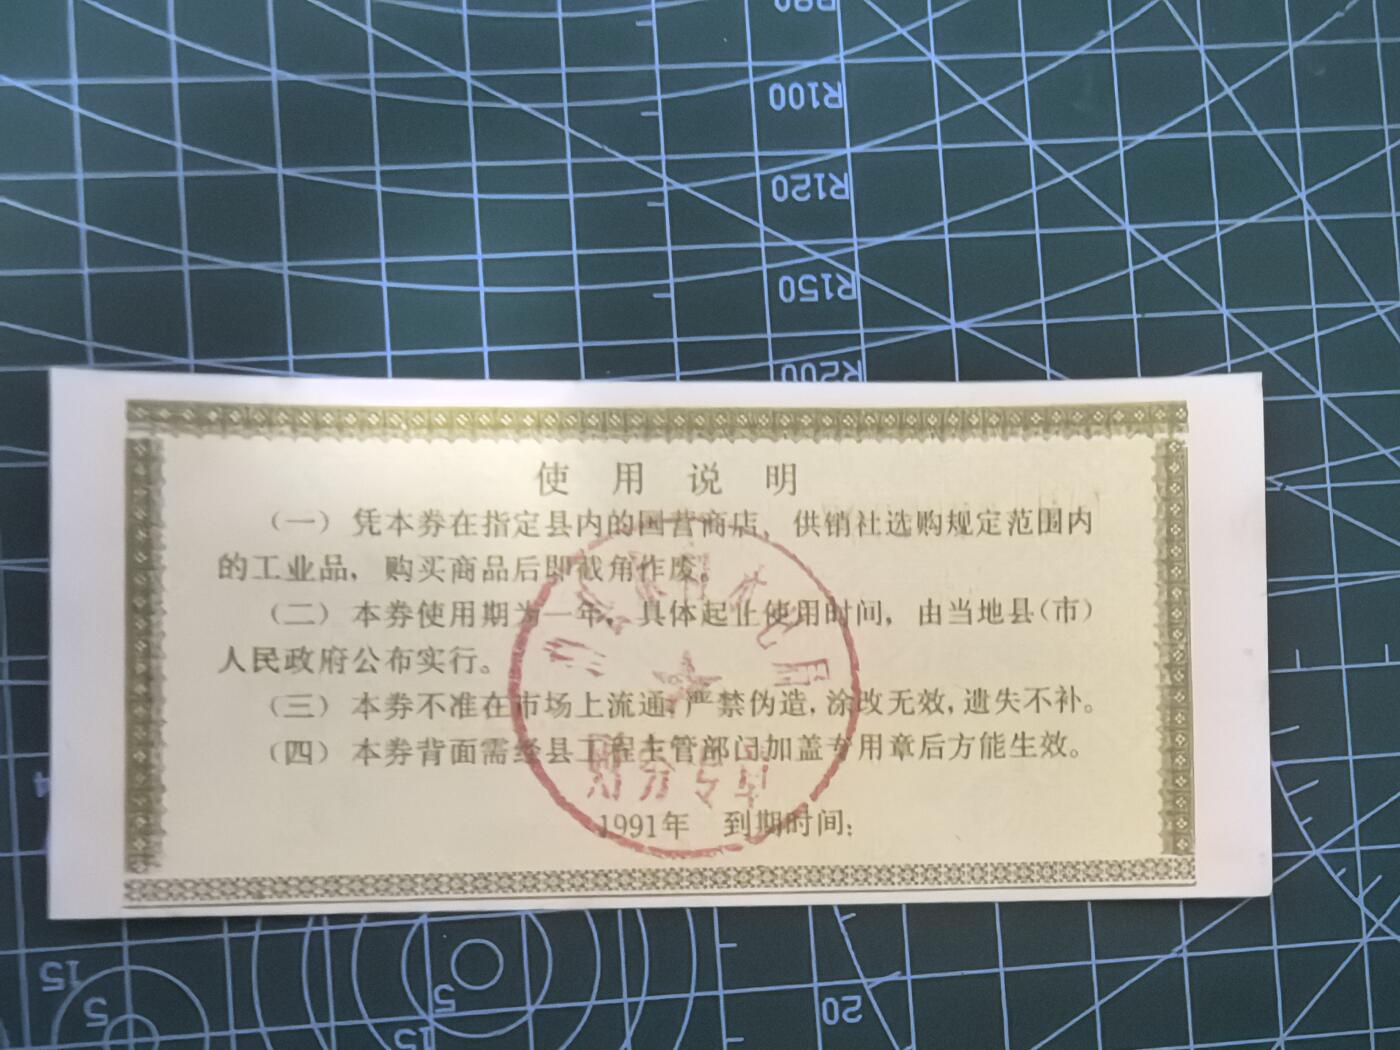 R80
R100
R120
R150
R200
使用说明
（一）凭本券在指定县内的国营商店，供销社选购规定范围内
的工业品，购买商品后即截角作废。
（二）本券使用期为一年，具体起止使用时间，由当地县（市）
人民政府公布实行。
（三）本券不准在市场上流通，严禁伪造，涂改无效，遗失不补。
（四）本券背面需经县工程主管部门加盖专用章后方能生效。
1991年 到期时间：
15
5
5
15
20